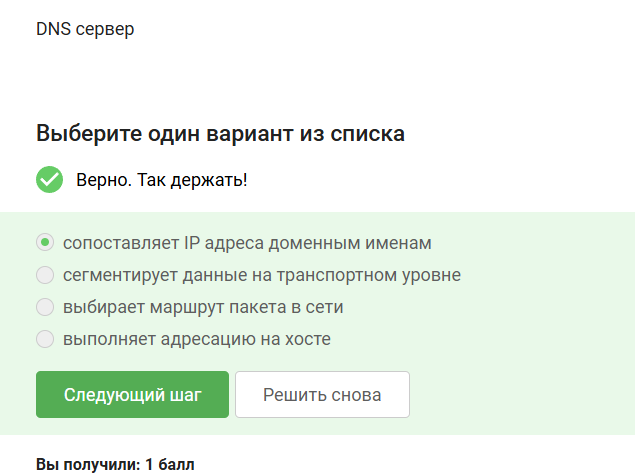 DNS сервер
Выберите один вариант из списка
Верно. Так держать!
сопоставляет IP адреса доменным именам
сегментирует данные на транспортном уровне
выбирает маршрут пакета в сети
выполняет адресацию на хосте
Следующий шаг
Решить снова
Вы получили: 1 балл